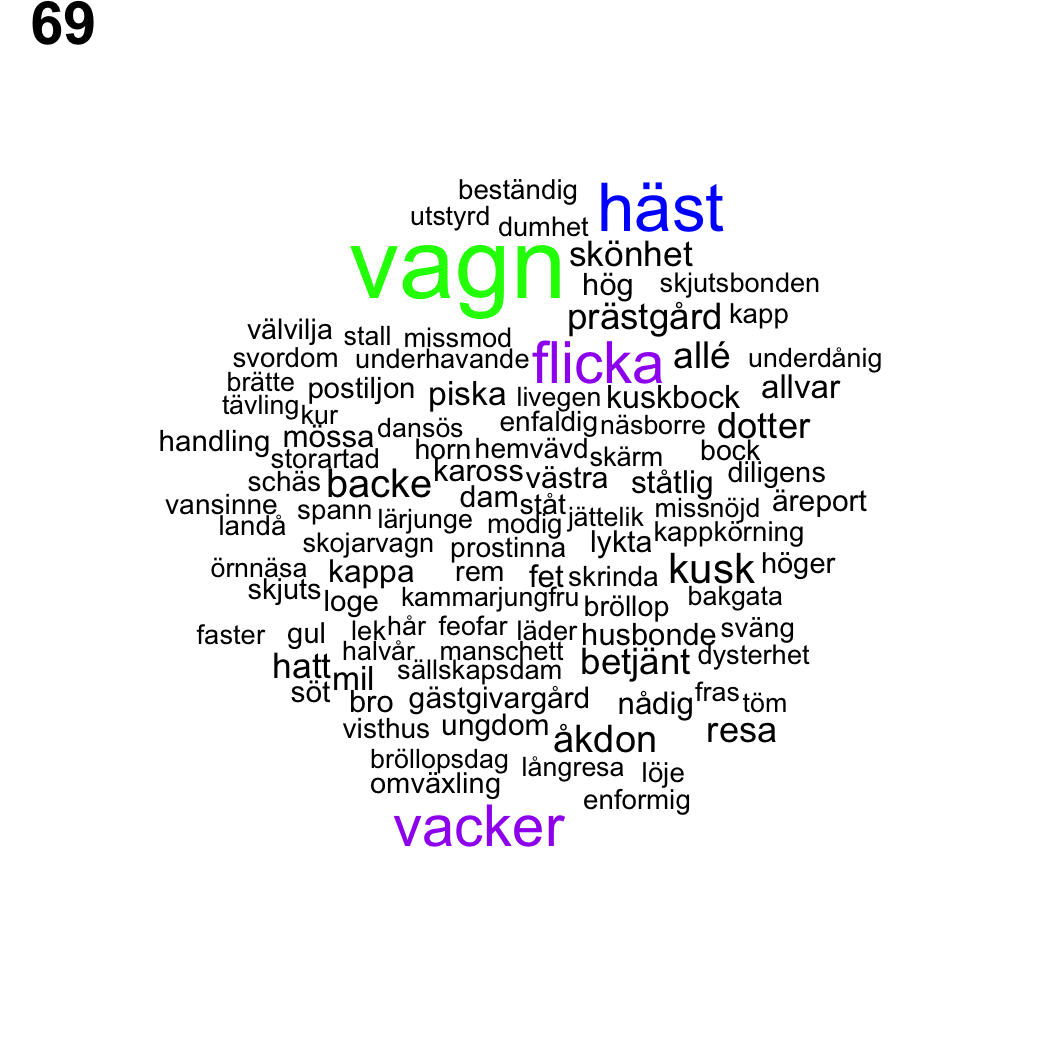 69
beständig
häst
utstyrd
dumhet
vagn
skönhet
hög
skjutsbonden
prästgård
kapp
välvilja
stall
missmod
svordom
underhavande
flicka
allé
underdånig
brätte
postiljon
piska
livegen
kuskbock
allvar
tävling
kur
mössa
dansös
enfaldig
näsborre
dotter
handling
storartad
horn
hemvävd
skärm
bock
schäs
backe
kaross
västra
ståtlig
diligens
vansinne
spann
dam
ståt
missnöjd
äreport
landå
lärjunge
modig
jättelik
kappkörning
skojarvagn
prostinna
lykta
örnnäsa
kappa
rem
fet
skrinda
kusk
höger
skjuts
loge
kammarjungfru
bröllop
bakgata
faster
gul
lek
hår
feofar
läder
husbonde
sväng
halvår
manschett
hatt
mil
sällskapsdam
betjänt
dysterhet
söt
bro
gästgivargård
nådig
fras
töm
visthus
ungdom
åkdon
resa
bröllopsdag
långresa
löje
omväxling
enformig
vacker